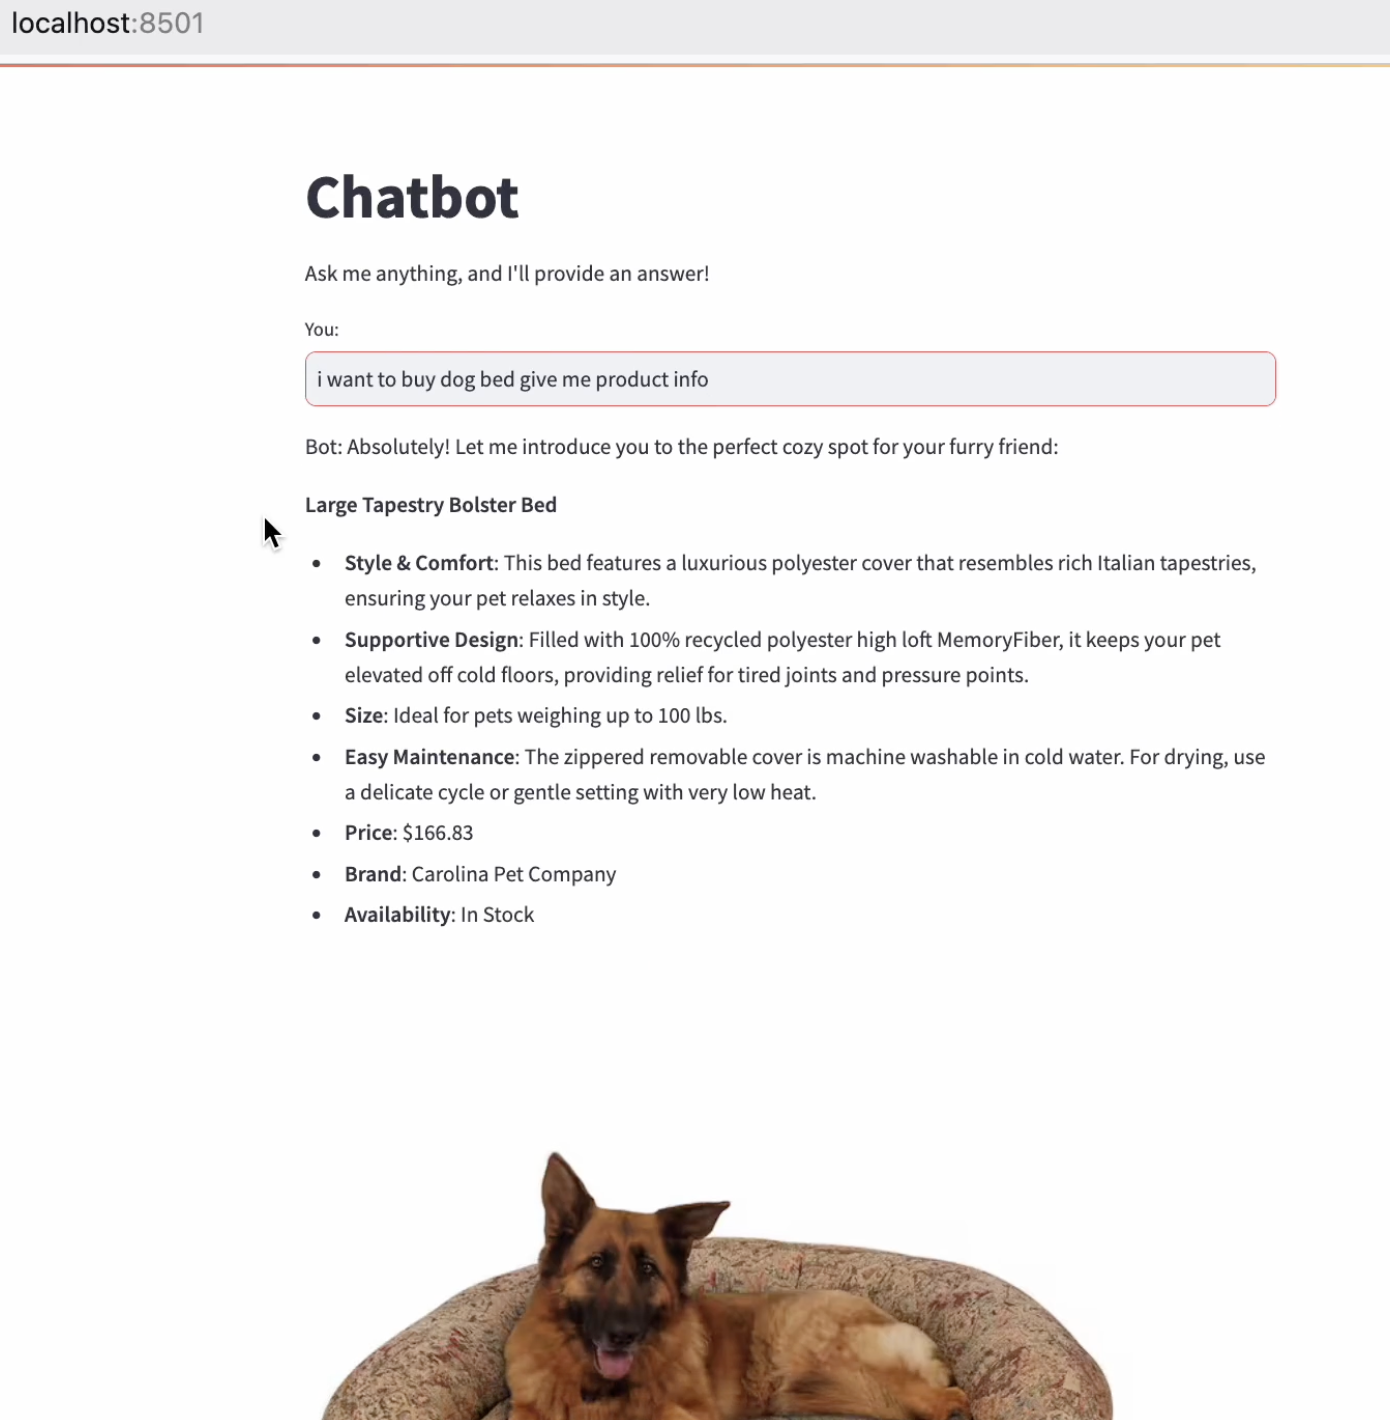 localhost:8501
Chatbot
Ask me anything, and I'll provide an answer!
You:
i want to buy dog bed give me product info
Bot: Absolutely! Let me introduce you to the perfect cozy spot for your furry friend:
Large Tapestry Bolster Bed
• Style & Comfort: This bed features a luxurious polyester cover that resembles rich Italian tapestries,
ensuring your pet relaxes in style.
• Supportive Design: Filled with 100% recycled polyester high loft MemoryFiber, it keeps your pet
elevated off cold floors, providing relief for tired joints and pressure points.
• Size: Ideal for pets weighing up to 100 lbs.
• Easy Maintenance: The zippered removable cover is machine washable in cold water. For drying, use
a delicate cycle or gentle setting with very low heat.
• Price: $166.83
• Brand: Carolina Pet Company
• Availability: In Stock